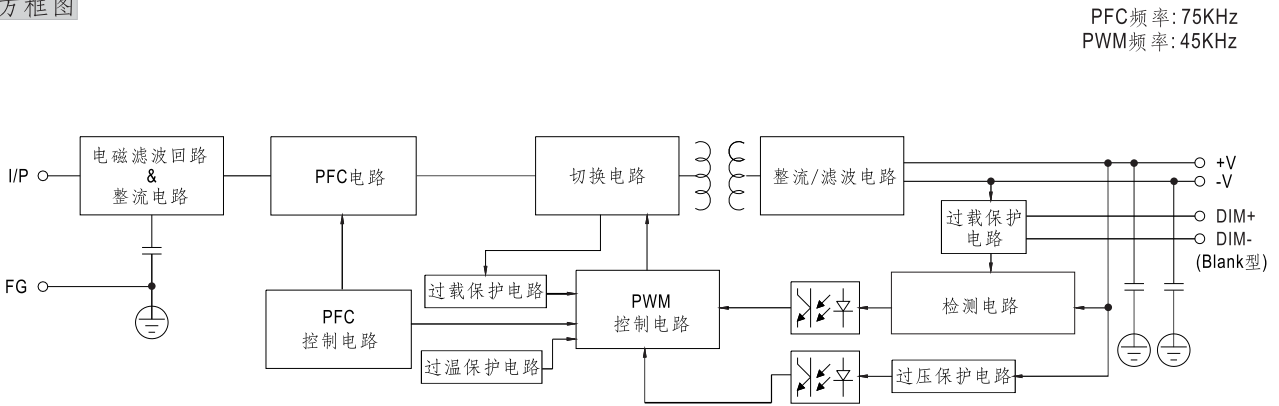 方框图
PFC频率: 75KHz
PWM频率: 45KHz
I/P
电磁滤波回路
&
整流电路
PFC电路
切换电路
整流/滤波电路
+V
-V
过载保护
电路
DIM+
DIM-
(Blank型)
FG
PFC
控制电路
过载保护电路
过温保护电路
PWM
控制电路
检测电路
过压保护电路